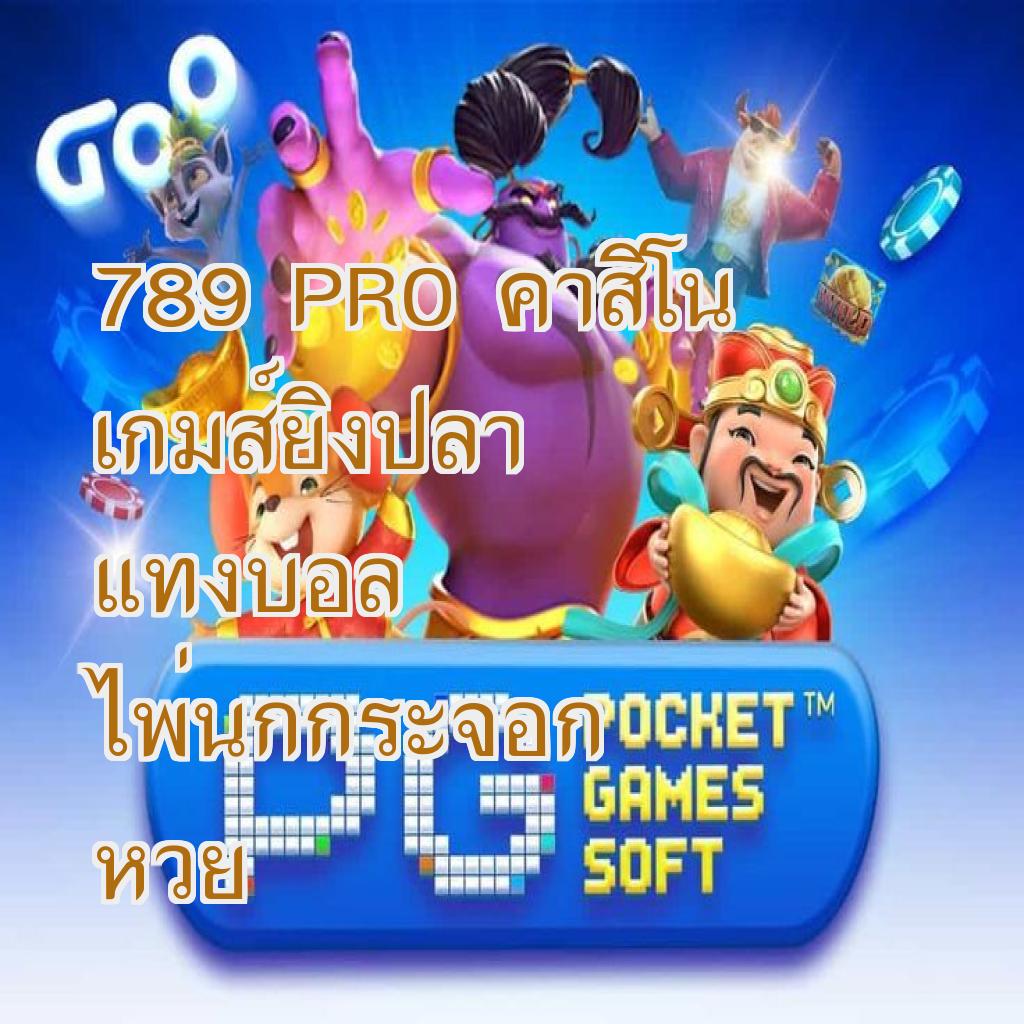 GOO
WILD
789 PRO คาสิโน
เกมส์ยิงปลา
แทงบอล
ไพ่นกกระจอก
หวย
PG
POCKET™
GAMES
SOFT